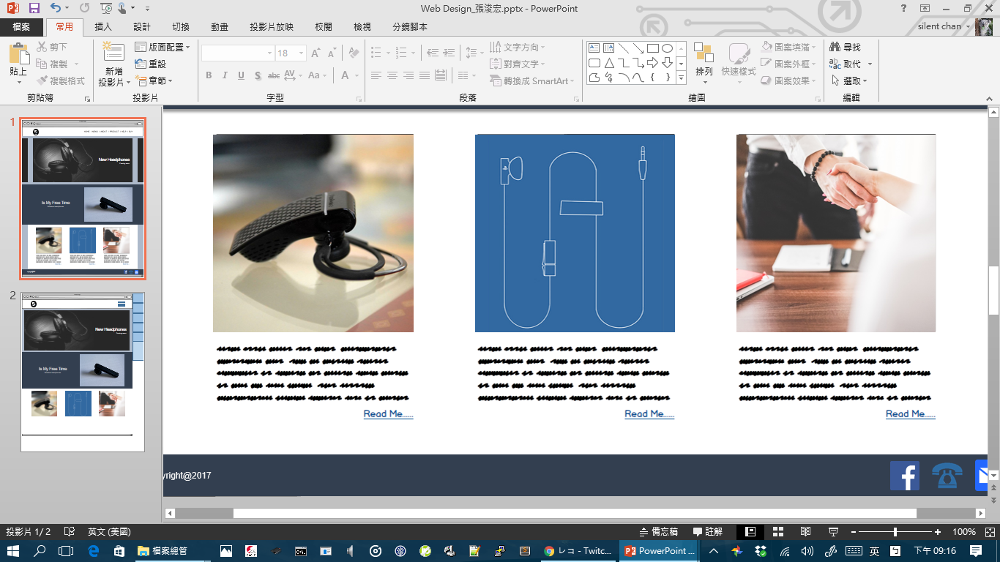 Web Design_張浚宏.pptx - PowerPoint
檔案
常用
插入
設計
切換
動畫
投影片放映
校閱
檢視
分鏡腳本
silent chan
貼上
剪下
複製
複製格式
剪貼簿
新增
投影片
版面配置
重設
章節
投影片
18
B I U S abc AV Aa A
字型
文字方向
對齊文字
轉換成 SmartArt
段落
排列
快速樣式
圖案填滿
圖案外框
圖案效果
繪圖
尋找
取代
選取
編輯
1
New Headphones
Is My Free Time
2
New Headphones
Is My Free Time
Read Me......
Read Me......
Read Me......
yright@2017
投影片 1/ 2
英文 (美國)
備忘稿
註解
100%
檔案總管
レコ - Twitc...
PowerPoint ...
英
下午 09:16